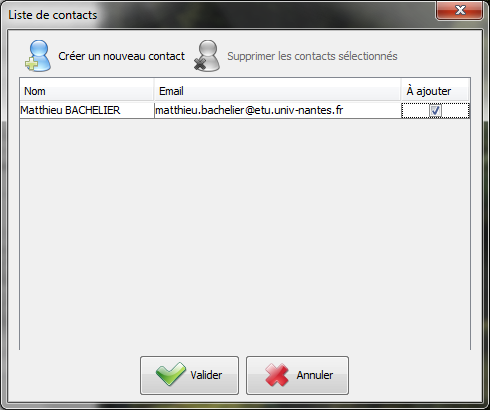 Liste de contacts
Créer un nouveau contact Supprimer les contacts sélectionnés
Nom Email À ajouter
Matthieu BACHELIER matthieu.bachelier@etu.univ-nantes.fr
Valider Annuler